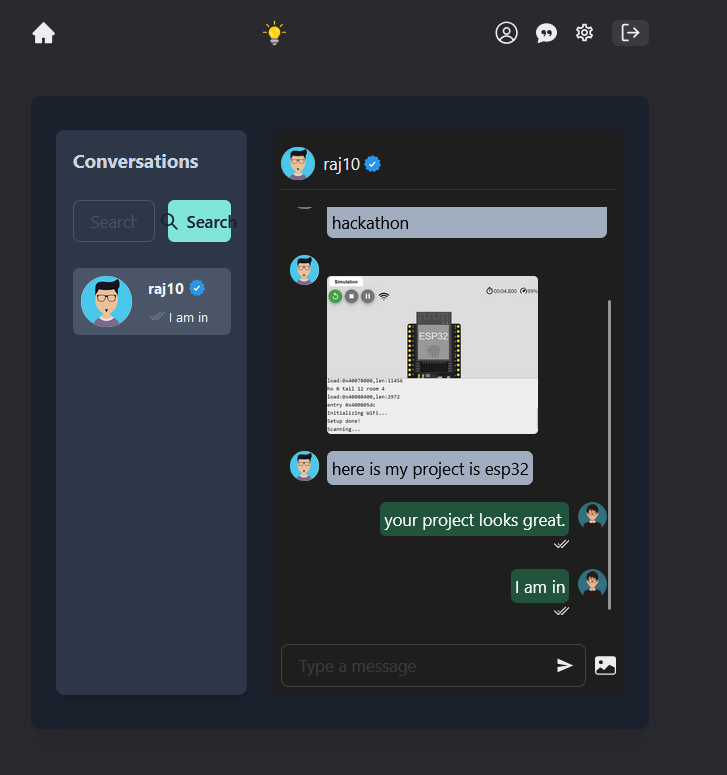 Conversations
Search
Search
raj10
I am in
raj10
hackathon
Simulation
00:04.800 99%
ESP32
load:0x40078000,len:11456
ho 0 tail 12 room 4
load:0x40080400,len:2972
entry 0x400805dc
Initializing WiFi...
Setup done!
Scanning...
here is my project is esp32
your project looks great.
I am in
Type a message